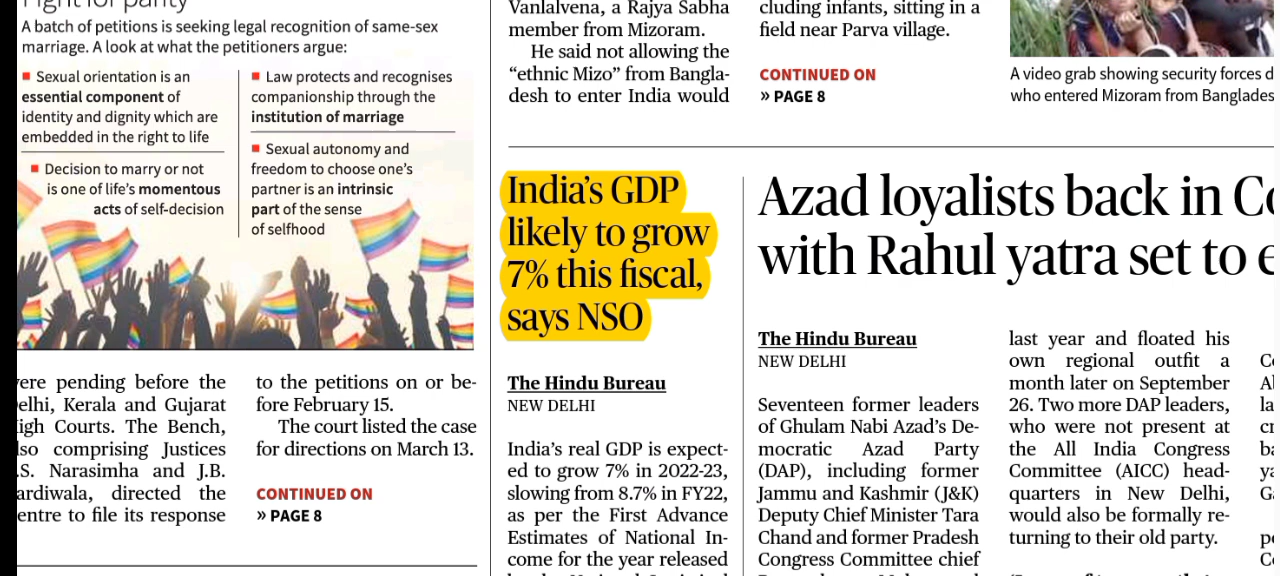 Fight for parity
A batch of petitions is seeking legal recognition of same-sex
marriage. A look at what the petitioners argue:
Sexual orientation is an
essential component of
identity and dignity which are
embedded in the right to life
Decision to marry or not
is one of life's momentous
acts of self-decision
Law protects and recognises
companionship through the
institution of marriage
Sexual autonomy and
freedom to choose one's
partner is an intrinsic
part of the sense
of selfhood
were pending before the
Delhi, Kerala and Gujarat
High Courts. The Bench,
also comprising Justices
.S. Narasimha and J.B.
Pardiwala, directed the
Centre to file its response
to the petitions on or be-
fore February 15.
The court listed the case
for directions on March 13.
CONTINUED ON
» PAGE 8
Vanlalvena, a Rajya Sabha
member from Mizoram.
He said not allowing the
“ethnic Mizo” from Bangla-
desh to enter India would
cluding infants, sitting in a
field near Parva village.
CONTINUED ON
» PAGE 8
A video grab showing security forces
who entered Mizoram from Banglades
India's GDP
likely to grow
7% this fiscal,
says NSO
The Hindu Bureau
NEW DELHI
India's real GDP is expect-
ed to grow 7% in 2022-23,
slowing from 8.7% in FY22,
as per the First Advance
Estimates of National In-
come for the year released
Azad loyalists back in
with Rahul yatra set to
The Hindu Bureau
NEW DELHI
Seventeen former leaders
of Ghulam Nabi Azad's De-
mocratic Azad Party
(DAP), including former
Jammu and Kashmir (J&K)
Deputy Chief Minister Tara
Chand and former Pradesh
Congress Committee chief
last year and floated his
own regional outfit a
month later on September
26. Two more DAP leaders,
who were not present at
the All India Congress
Committee (AICC) head-
quarters in New Delhi,
would also be formally re-
turning to their old party.